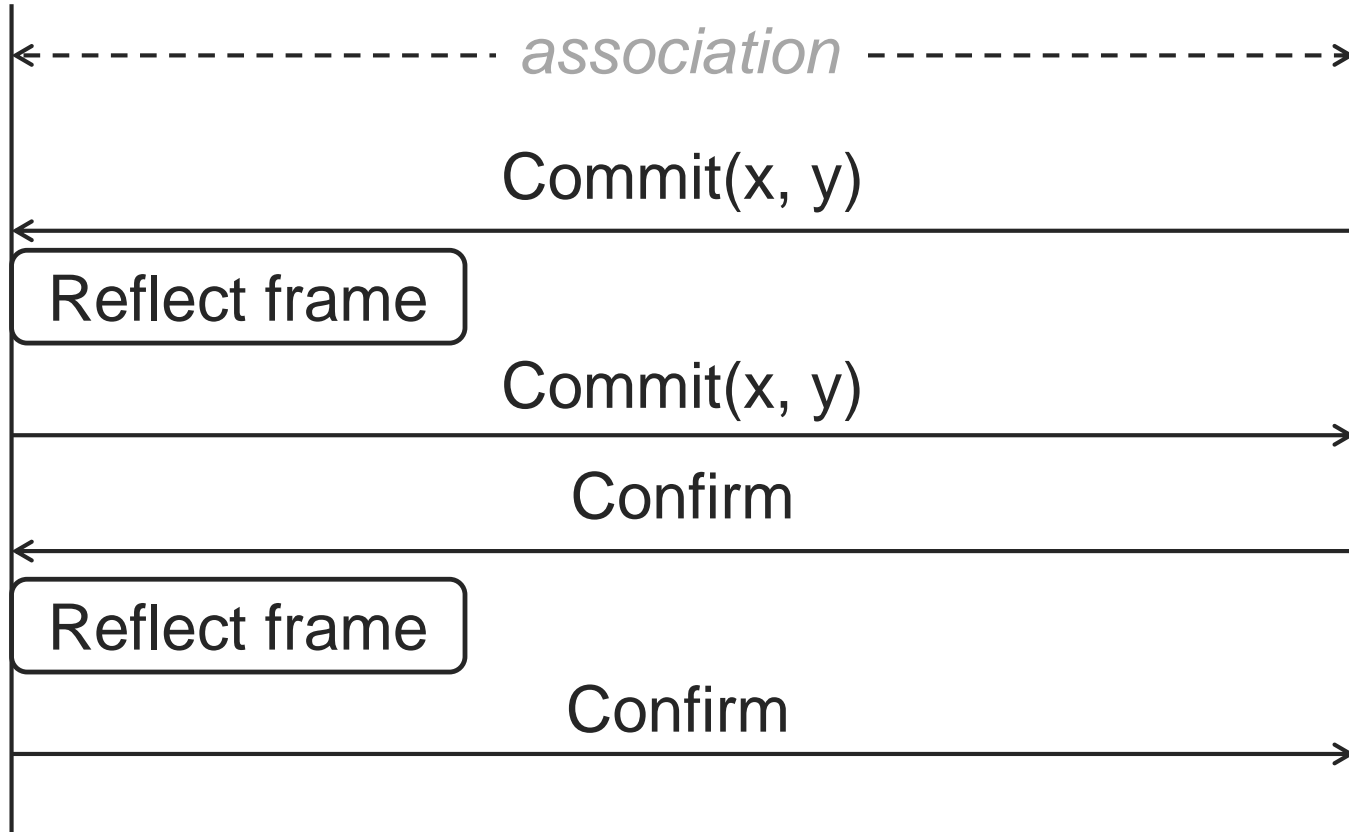 association
Commit(x, y)
Reflect frame
Commit(x, y)
Confirm
Reflect frame
Confirm